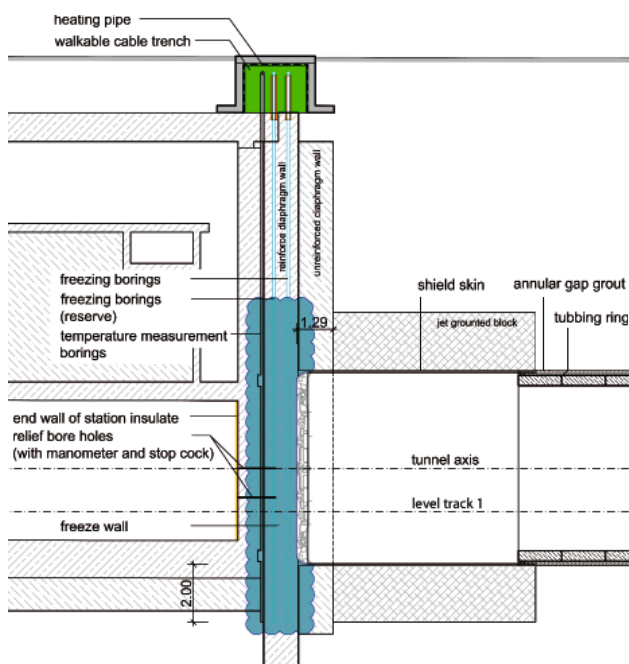 heating pipe
walkable cable trench
reinforce diaphragm wall
unreinforced diaphragm wall
freezing borings
freezing borings
(reserve)
temperature measurement
borings
1.29
shield skin
annular gap grout
jet grounted block
tubbing ring
end wall of station insulate
relief bore holes
(with manometer and stop cock)
tunnel axis
level track 1
freeze wall
2.00